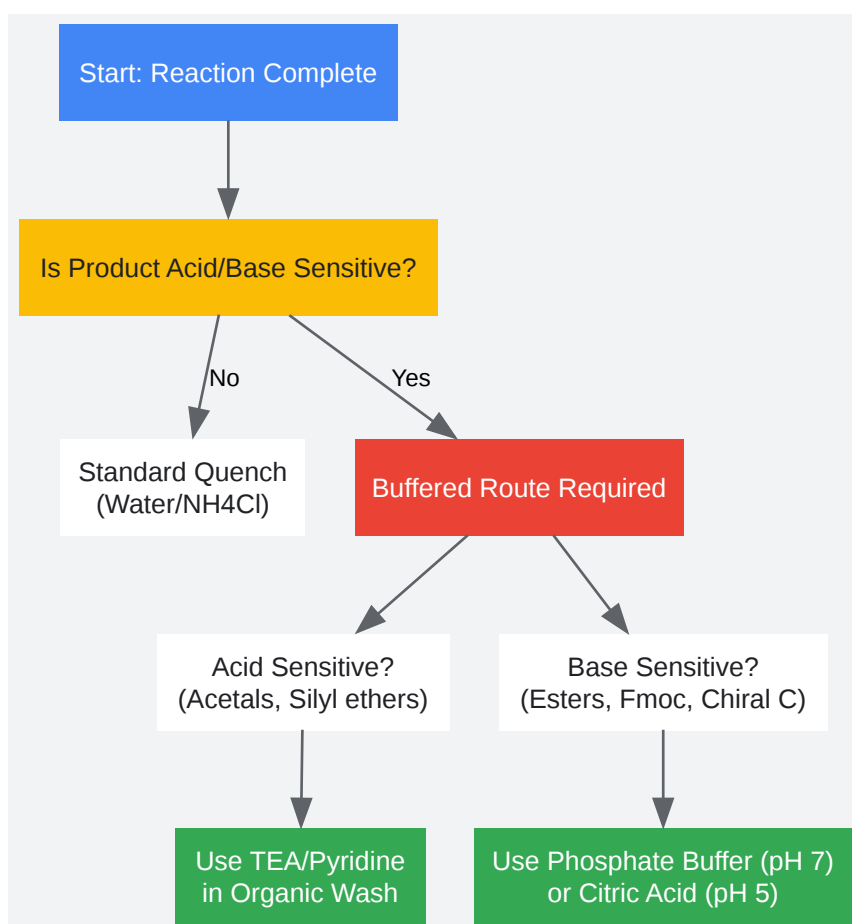 Start: Reaction Complete
Is Product Acid/Base Sensitive?
No
Yes
Standard Quench
(Water/NH4Cl)
Buffered Route Required
Acid Sensitive?
(Acetals, Silyl ethers)
Base Sensitive?
(Esters, Fmoc, Chiral C)
Use TEA/Pyridine
in Organic Wash
Use Phosphate Buffer (pH 7)
or Citric Acid (pH 5)